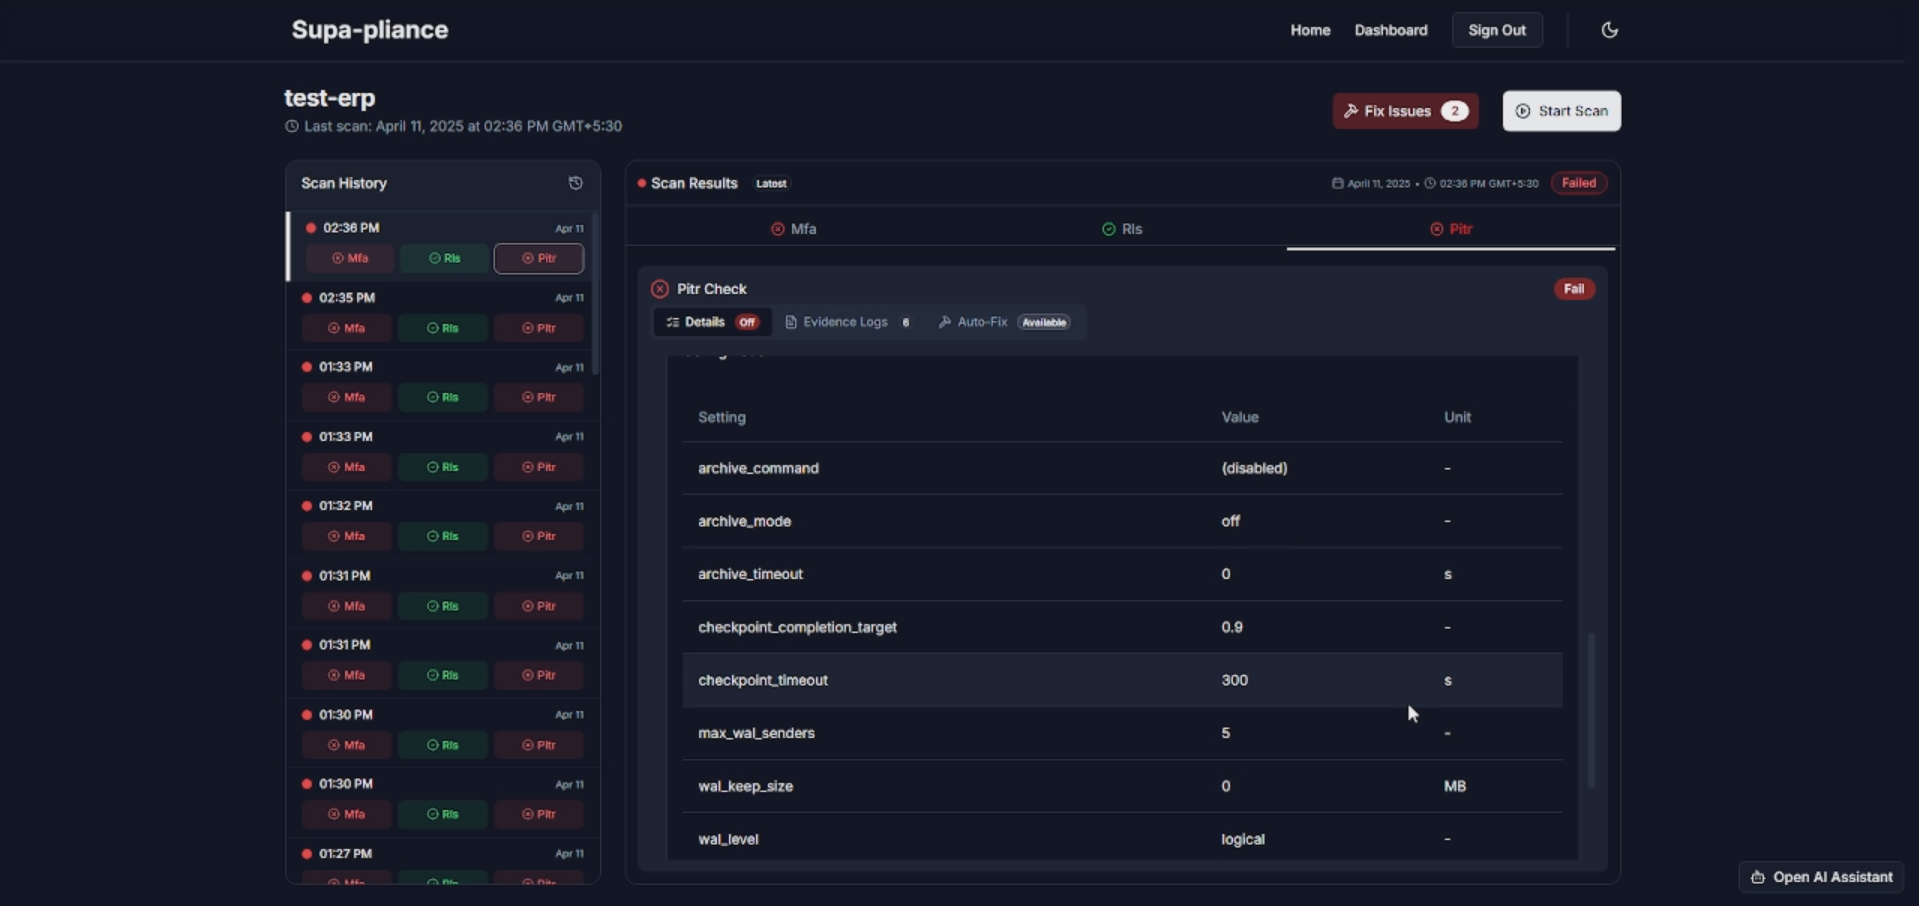 Supa-pliance
Home Dashboard Sign Out
test-erp
Last scan: April 11, 2025 at 02:36 PM GMT+5:30
Fix Issues 2 Start Scan
Scan History
02:36 PM Apr 11
Mfa Rls Pitr
02:35 PM Apr 11
Mfa Rls Pitr
01:33 PM Apr 11
Mfa Rls Pitr
01:33 PM Apr 11
Mfa Rls Pitr
01:32 PM Apr 11
Mfa Rls Pitr
01:31 PM Apr 11
Mfa Rls Pitr
01:31 PM Apr 11
Mfa Rls Pitr
01:30 PM Apr 11
Mfa Rls Pitr
01:30 PM Apr 11
Mfa Rls Pitr
01:27 PM Apr 11
Mfa Rls Pitr
Scan Results Latest April 11, 2025 • 02:36 PM GMT+5:30 Failed
Mfa Rls Pitr
Pitr Check Fail
Details Off Evidence Logs 6 Auto-Fix Available
Setting Value Unit
archive_command (disabled) -
archive_mode off -
archive_timeout 0 s
checkpoint_completion_target 0.9 -
checkpoint_timeout 300 s
max_wal_senders 5 -
wal_keep_size 0 MB
wal_level logical -
Open AI Assistant